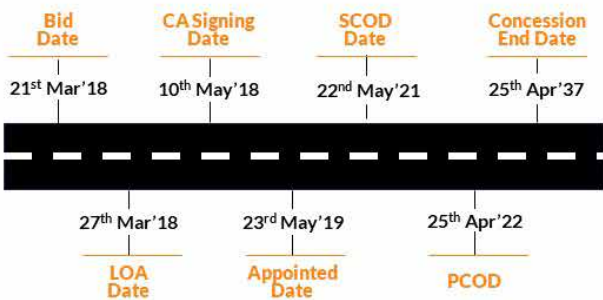 Bid
Date
CA Signing
Date
SCOD
Date
Concession
End Date
21st Mar'18
10th May'18
22nd May'21
25th Apr'37
27th Mar'18
23rd May'19
25th Apr'22
LOA
Date
Appointed
Date
PCOD